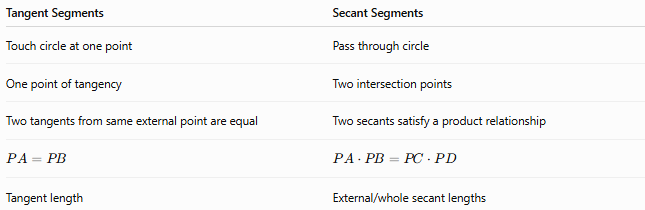 Tangent Segments Secant Segments
Touch circle at one point Pass through circle
One point of tangency Two intersection points
Two tangents from same external point are equal Two secants satisfy a product relationship
PA = PB PA · PB = PC · PD
Tangent length External/whole secant lengths